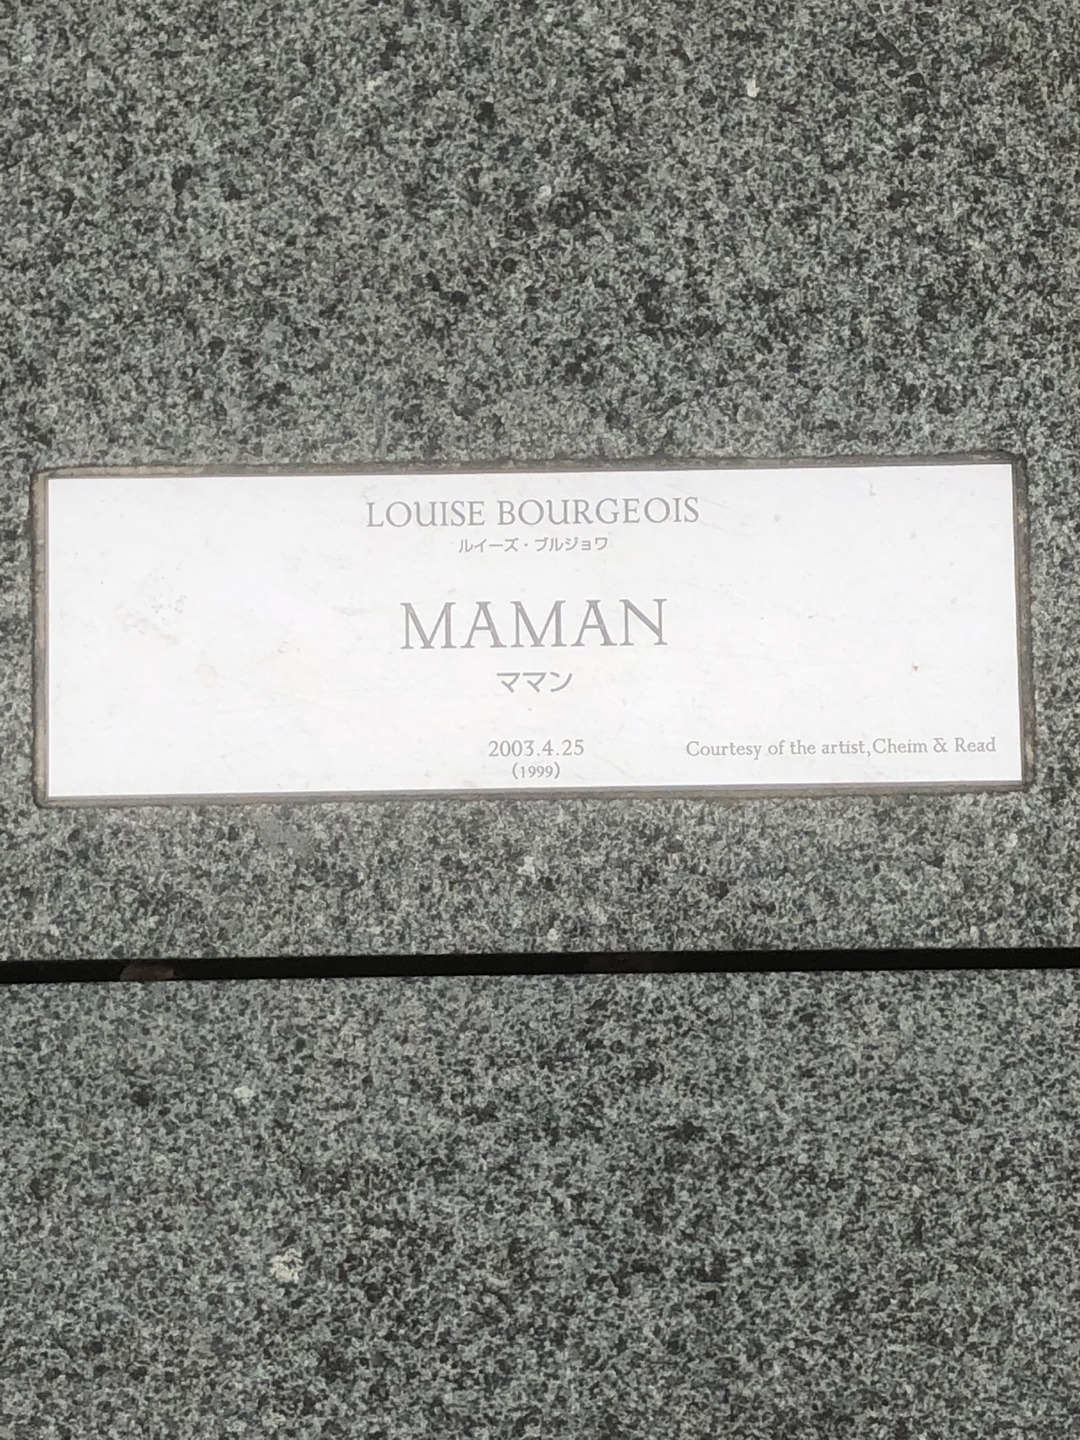 LOUISE BOURGEOIS
ルイーズ・ブルジョワ
MAMAN
ママン
2003.4.25
(1999)
Courtesy of the artist,Cheim & Read